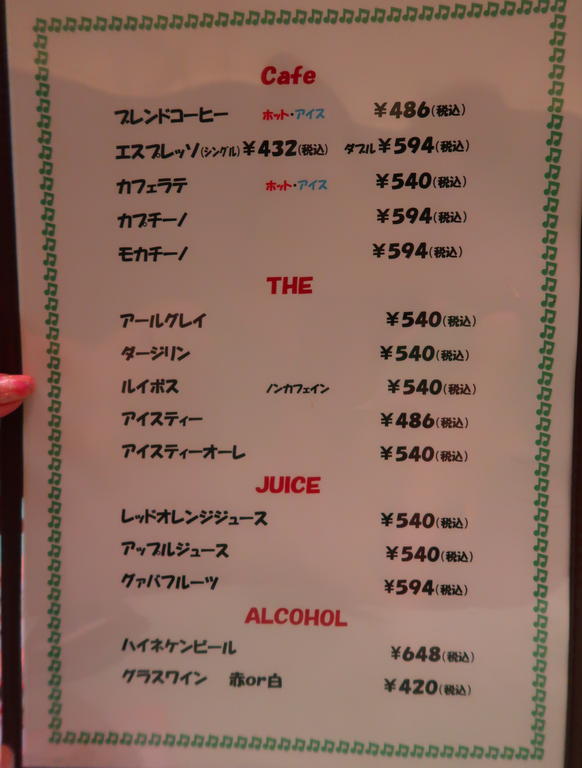 Cafe
ブレンドコーヒー ホット・アイス ¥486(税込)
エスプレッソ(シングル)¥432(税込) ダブル¥594(税込)
カフェラテ ホット・アイス ¥540(税込)
カプチーノ ¥594(税込)
モカチーノ ¥594(税込)
THE
アールグレイ ¥540(税込)
ダージリン ¥540(税込)
ルイボス ノンカフェイン ¥540(税込)
アイスティー ¥486(税込)
アイスティーオーレ ¥540(税込)
JUICE
レッドオレンジジュース ¥540(税込)
アップルジュース ¥540(税込)
グァバフルーツ ¥594(税込)
ALCOHOL
ハイネケンビール ¥648(税込)
グラスワイン 赤or白 ¥420(税込)